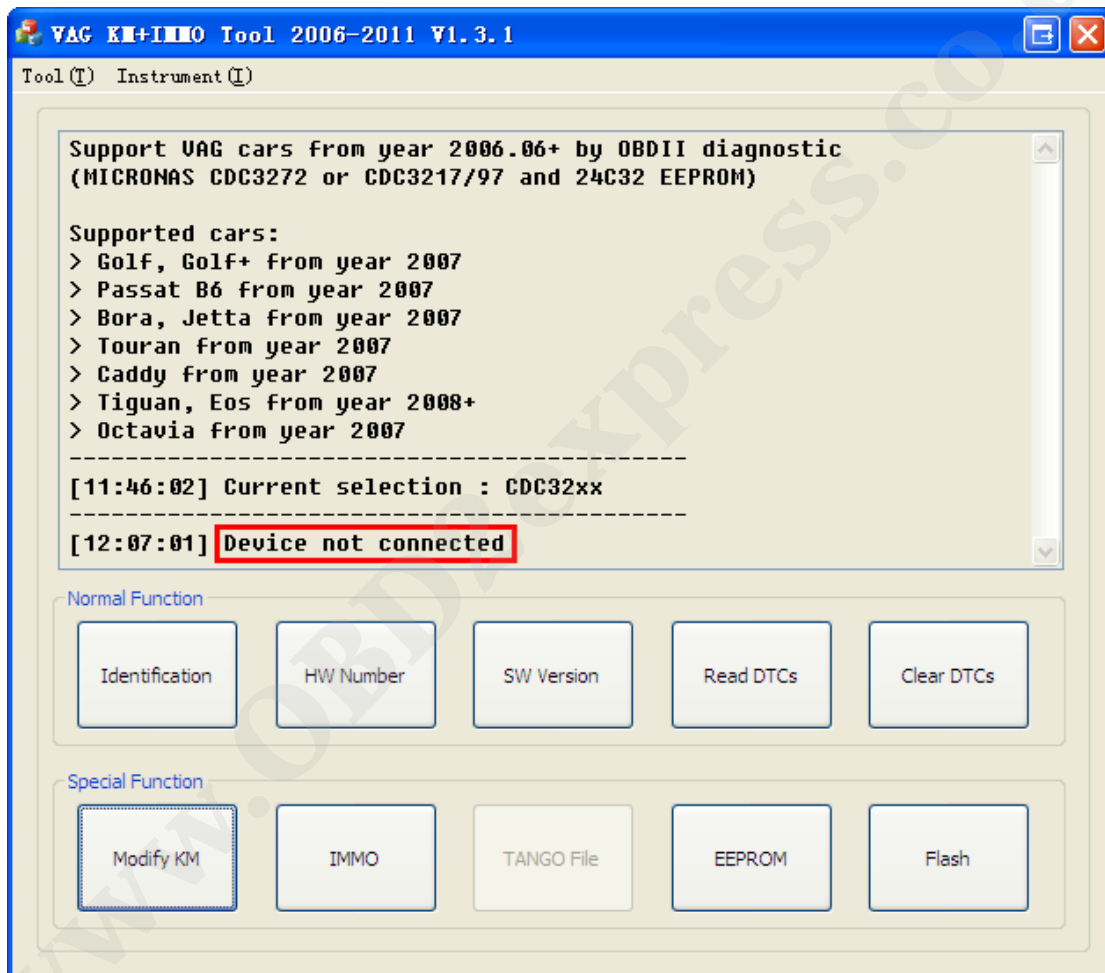 VAG KM+IMMO Tool 2006-2011 V1.3.1
Tool(T) Instrument(I)
Support VAG cars from year 2006.06+ by OBDII diagnostic
(MICRONAS CDC3272 or CDC3217/97 and 24C32 EEPROM)
Supported cars:
> Golf, Golf+ from year 2007
> Passat B6 from year 2007
> Bora, Jetta from year 2007
> Touran from year 2007
> Caddy from year 2007
> Tiguan, Eos from year 2008+
> Octavia from year 2007
--------------------------------------------
[11:46:02] Current selection : CDC32xx
--------------------------------------------
[12:07:01] Device not connected
Normal Function
Identification HW Number SW Version Read DTCs Clear DTCs
Special Function
Modify KM IMMO TANGO File EEPROM Flash
www.OBD2express.co.